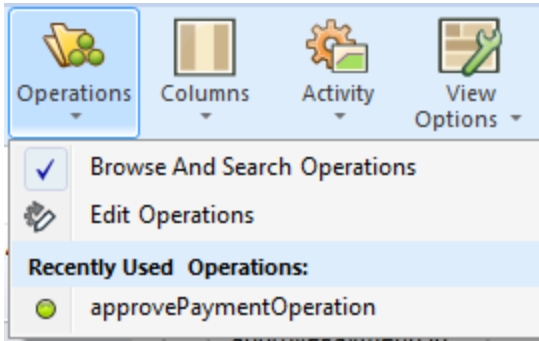 Operations
Columns
Activity
View
Options
Browse And Search Operations
Edit Operations
Recently Used Operations:
approvePaymentOperation